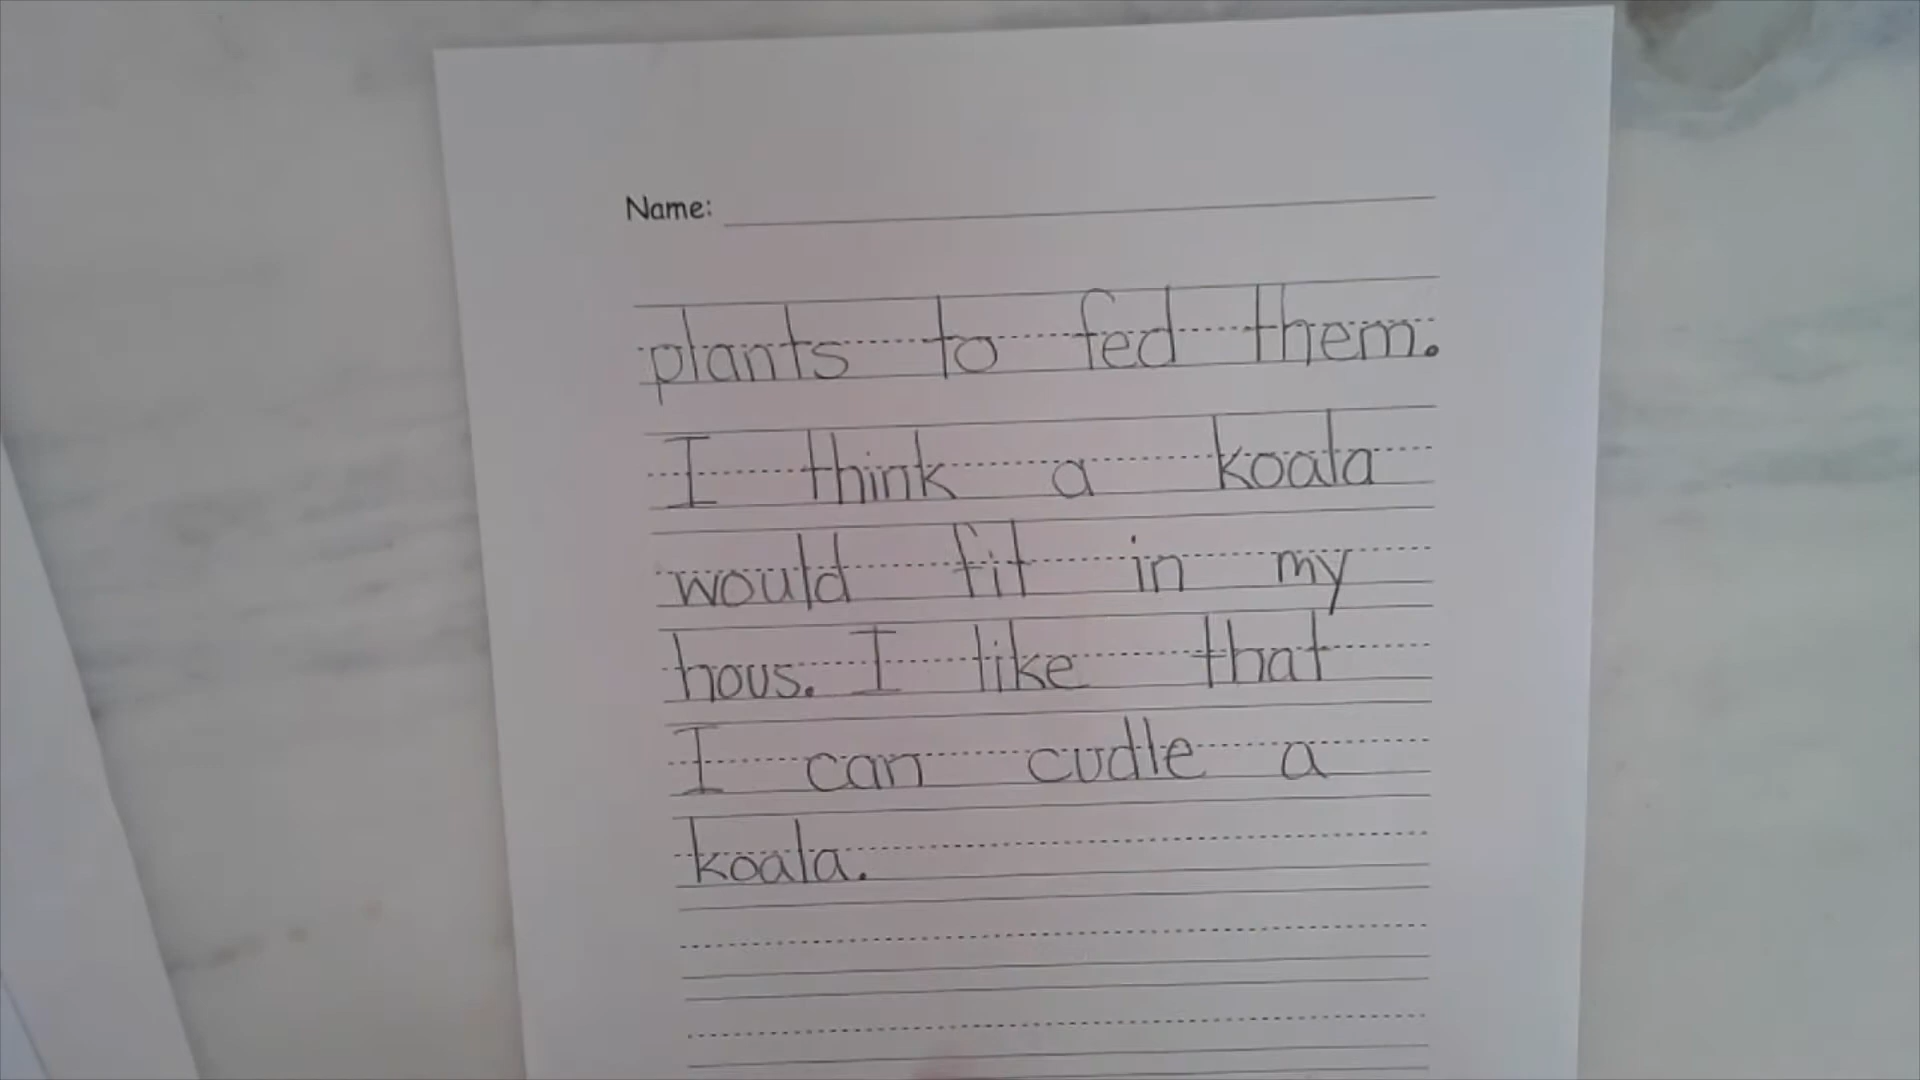 Name:
plants to fed them.
I think a koala
would fit in my
hous. I like that
I can cudle a
koala.